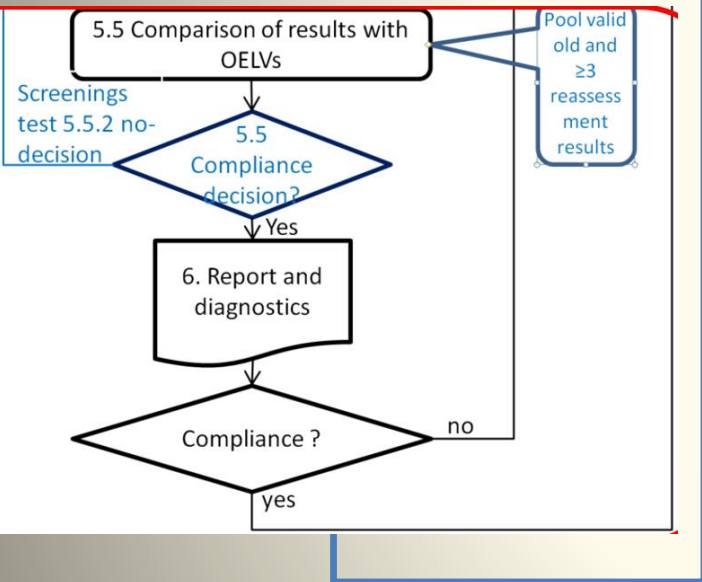 5.5 Comparison of results with
OELVs
Pool valid
old and
≥3
reassess
ment
results
Screenings
test 5.5.2 no-
decision
5.5
Compliance
decision?
Yes
6. Report and
diagnostics
Compliance ?
no
yes